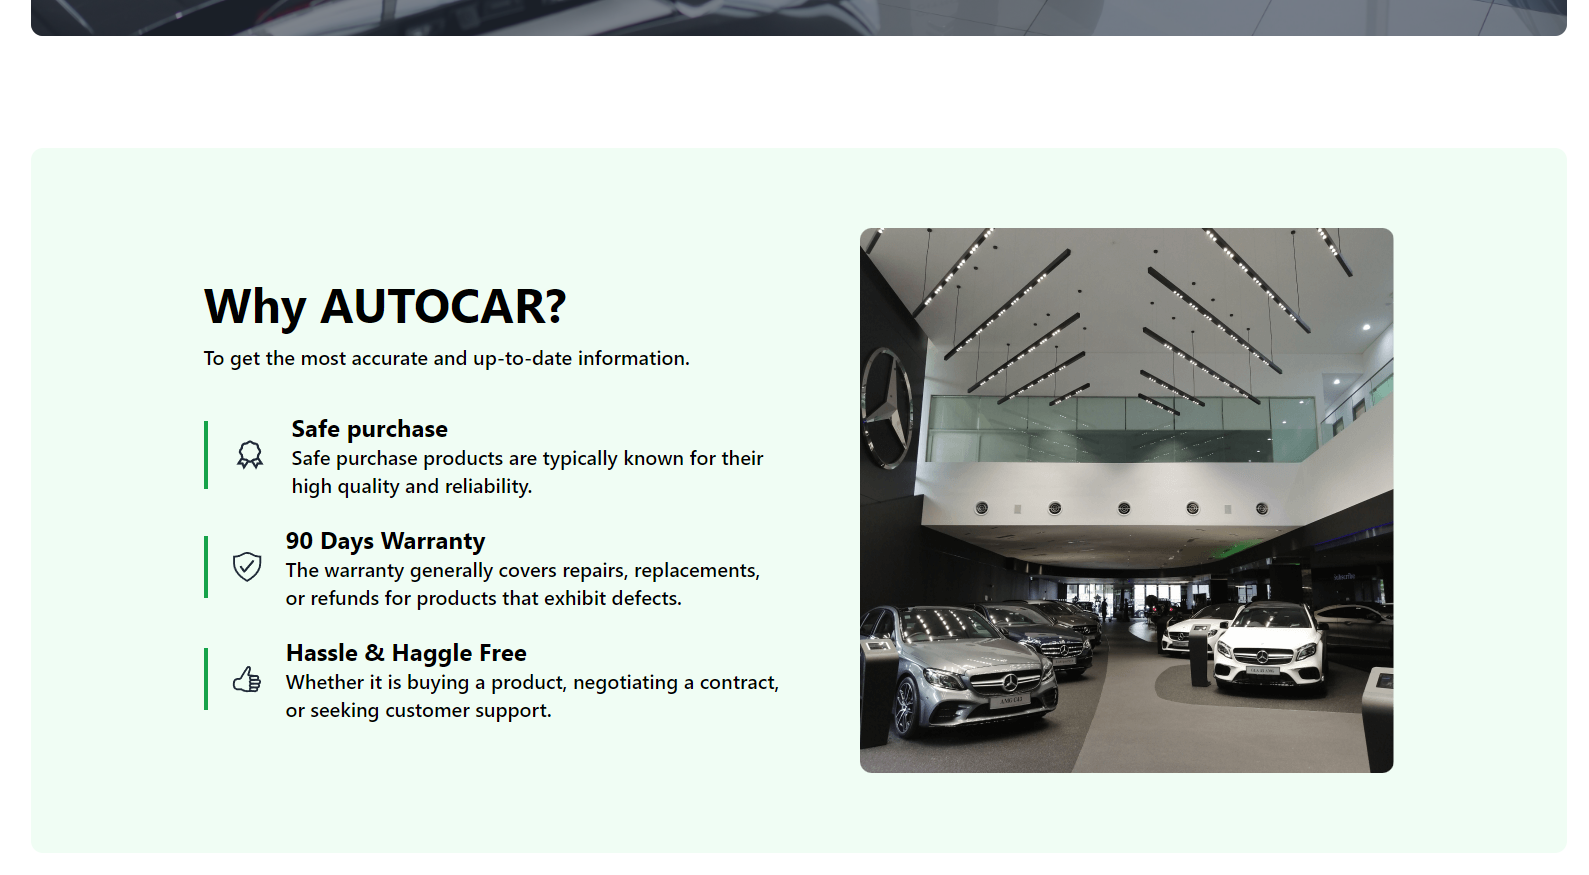 Why AUTOCAR?
To get the most accurate and up-to-date information.
Safe purchase
Safe purchase products are typically known for their
high quality and reliability.
90 Days Warranty
The warranty generally covers repairs, replacements,
or refunds for products that exhibit defects.
Hassle & Haggle Free
Whether it is buying a product, negotiating a contract,
or seeking customer support.